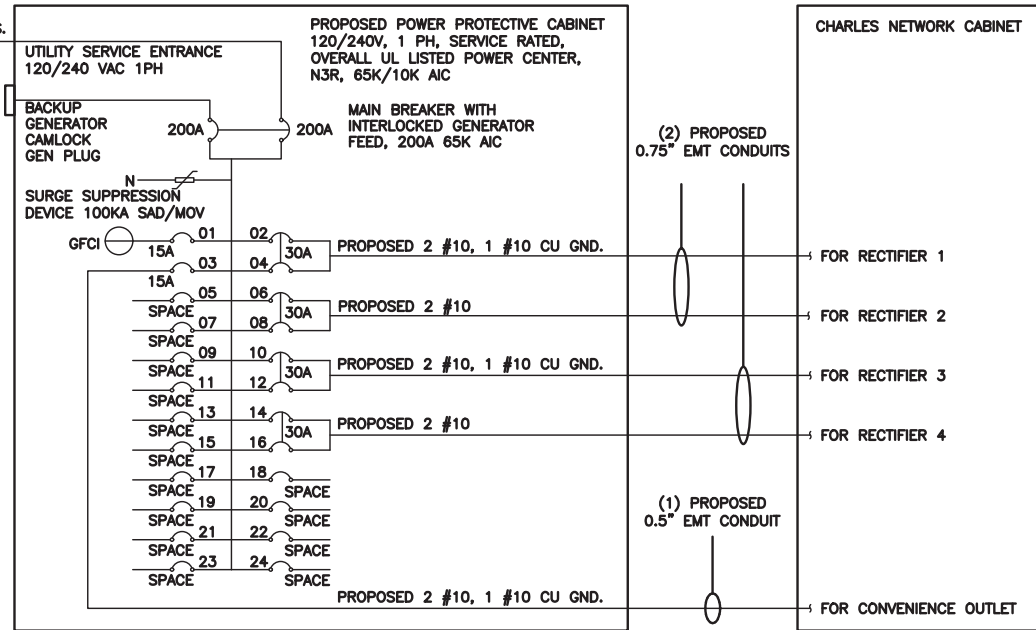 S.
UTILITY SERVICE ENTRANCE
120/240 VAC 1PH
PROPOSED POWER PROTECTIVE CABINET
120/240V, 1 PH, SERVICE RATED,
OVERALL UL LISTED POWER CENTER,
N3R, 65K/10K AIC
CHARLES NETWORK CABINET
BACKUP
GENERATOR
CAMLOCK
GEN PLUG
200A
200A
MAIN BREAKER WITH
INTERLOCKED GENERATOR
FEED, 200A 65K AIC
(2) PROPOSED
0.75" EMT CONDUITS
N
SURGE SUPPRESSION
DEVICE 100KA SAD/MOV
GFCI
15A
01
02
30A
PROPOSED 2 #10, 1 #10 CU GND.
FOR RECTIFIER 1
15A
03
04
SPACE
05
06
30A
PROPOSED 2 #10
FOR RECTIFIER 2
SPACE
07
08
SPACE
09
10
30A
PROPOSED 2 #10, 1 #10 CU GND.
FOR RECTIFIER 3
SPACE
11
12
SPACE
13
14
30A
PROPOSED 2 #10
FOR RECTIFIER 4
SPACE
15
16
SPACE
17
18
SPACE
SPACE
19
20
SPACE
SPACE
21
22
SPACE
SPACE
23
24
SPACE
(1) PROPOSED
0.5" EMT CONDUIT
PROPOSED 2 #10, 1 #10 CU GND.
FOR CONVENIENCE OUTLET